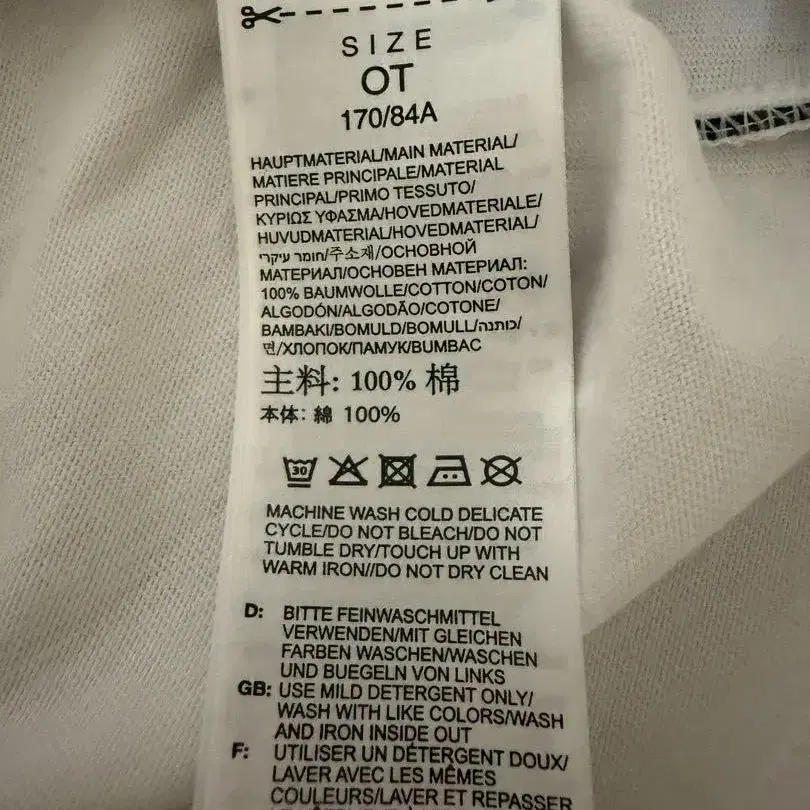 SIZE
OT
170/84A
HAUPTMATERIAL/MAIN MATERIAL/
MATIERE PRINCIPALE/MATERIAL
PRINCIPAL/PRIMO TESSUTO/
ΚΥΡΙΩΣ ΥΦΑΣΜΑ/HOVEDMATERIALE/
HUVUDMATERIAL/HOVEDMATERIAL/
חומר עיקרי/주소재/ОСНОВНОЙ
МАТЕРИАЛ/ОСНОВЕН МАТЕРИАЛ:
100% BAUMWOLLE/COTTON/COTON/
ALGODÓN/ALGODÃO/COTONE/
BAMBAKI/BOMULD/BOMULL/כותנה/
면/ХЛОПОК/ПАМУК/BUMBAC
主料: 100% 棉
本体: 綿 100%
30
MACHINE WASH COLD DELICATE
CYCLE/DO NOT BLEACH/DO NOT
TUMBLE DRY/TOUCH UP WITH
WARM IRON//DO NOT DRY CLEAN
D: BITTE FEINWASCHMITTEL
VERWENDEN/MIT GLEICHEN
FARBEN WASCHEN/WASCHEN
UND BUEGELN VON LINKS
GB: USE MILD DETERGENT ONLY/
WASH WITH LIKE COLORS/WASH
AND IRON INSIDE OUT
F: UTILISER UN DÉTERGENT DOUX/
LAVER AVEC LES MÊMES
COULEURS/LAVER ET REPASSER